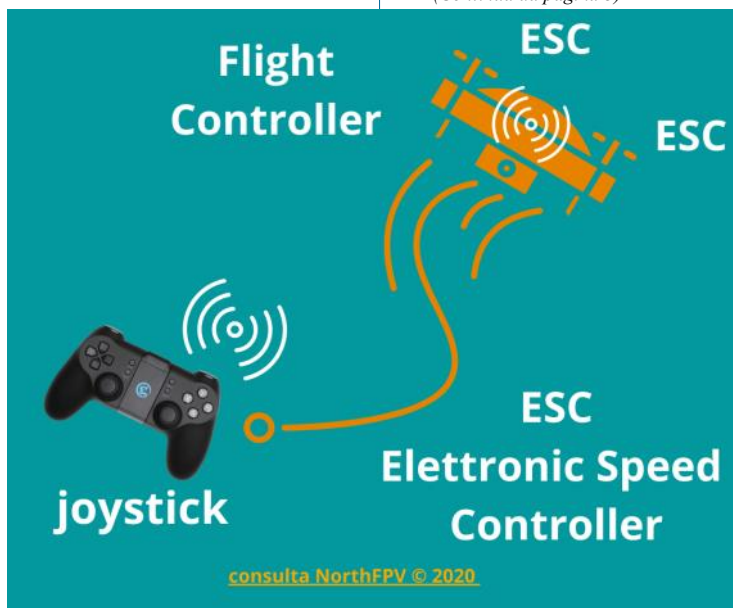 Flight
Controller
ESC
ESC
joystick
ESC
Elettronic Speed
Controller
consulta NorthFPV © 2020